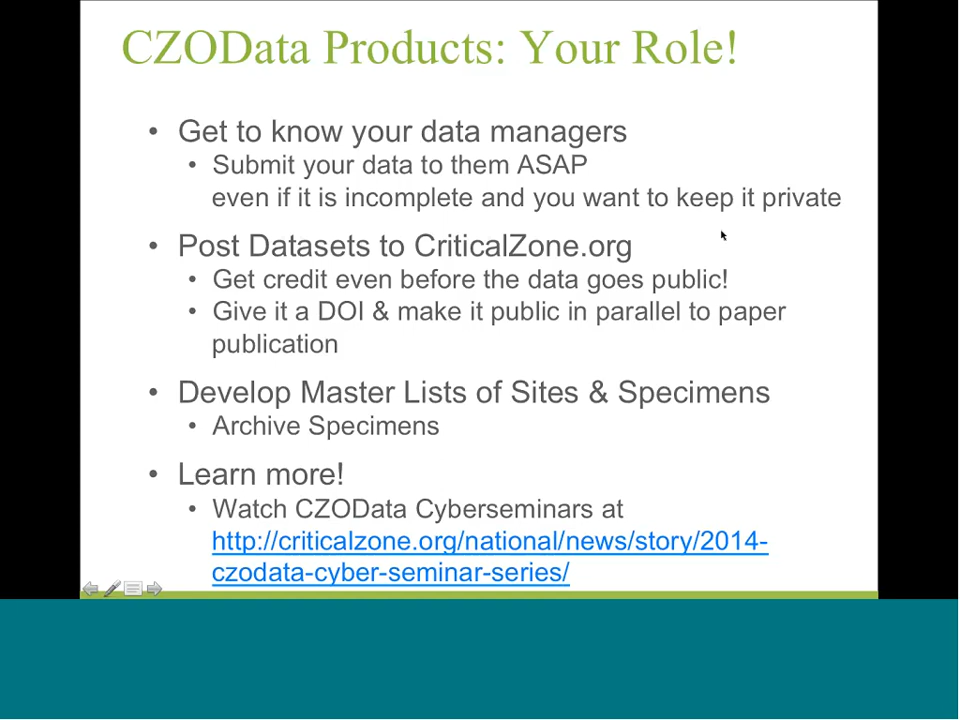 CZOData Products: Your Role!
• Get to know your data managers
• Submit your data to them ASAP
even if it is incomplete and you want to keep it private
• Post Datasets to CriticalZone.org
• Get credit even before the data goes public!
• Give it a DOI & make it public in parallel to paper
publication
• Develop Master Lists of Sites & Specimens
• Archive Specimens
• Learn more!
• Watch CZOData Cyberseminars at
http://criticalzone.org/national/news/story/2014-
czodata-cyber-seminar-series/